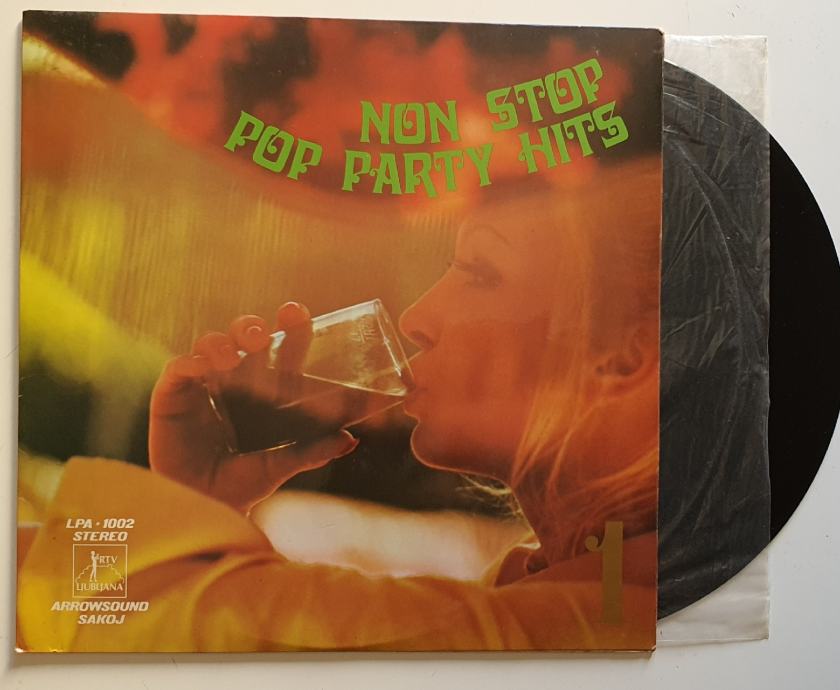 NON STOP
POP PARTY HITS
LPA • 1002
STEREO
RTV
LJUBLJANA
ARROWSOUND
SAKOJ
1